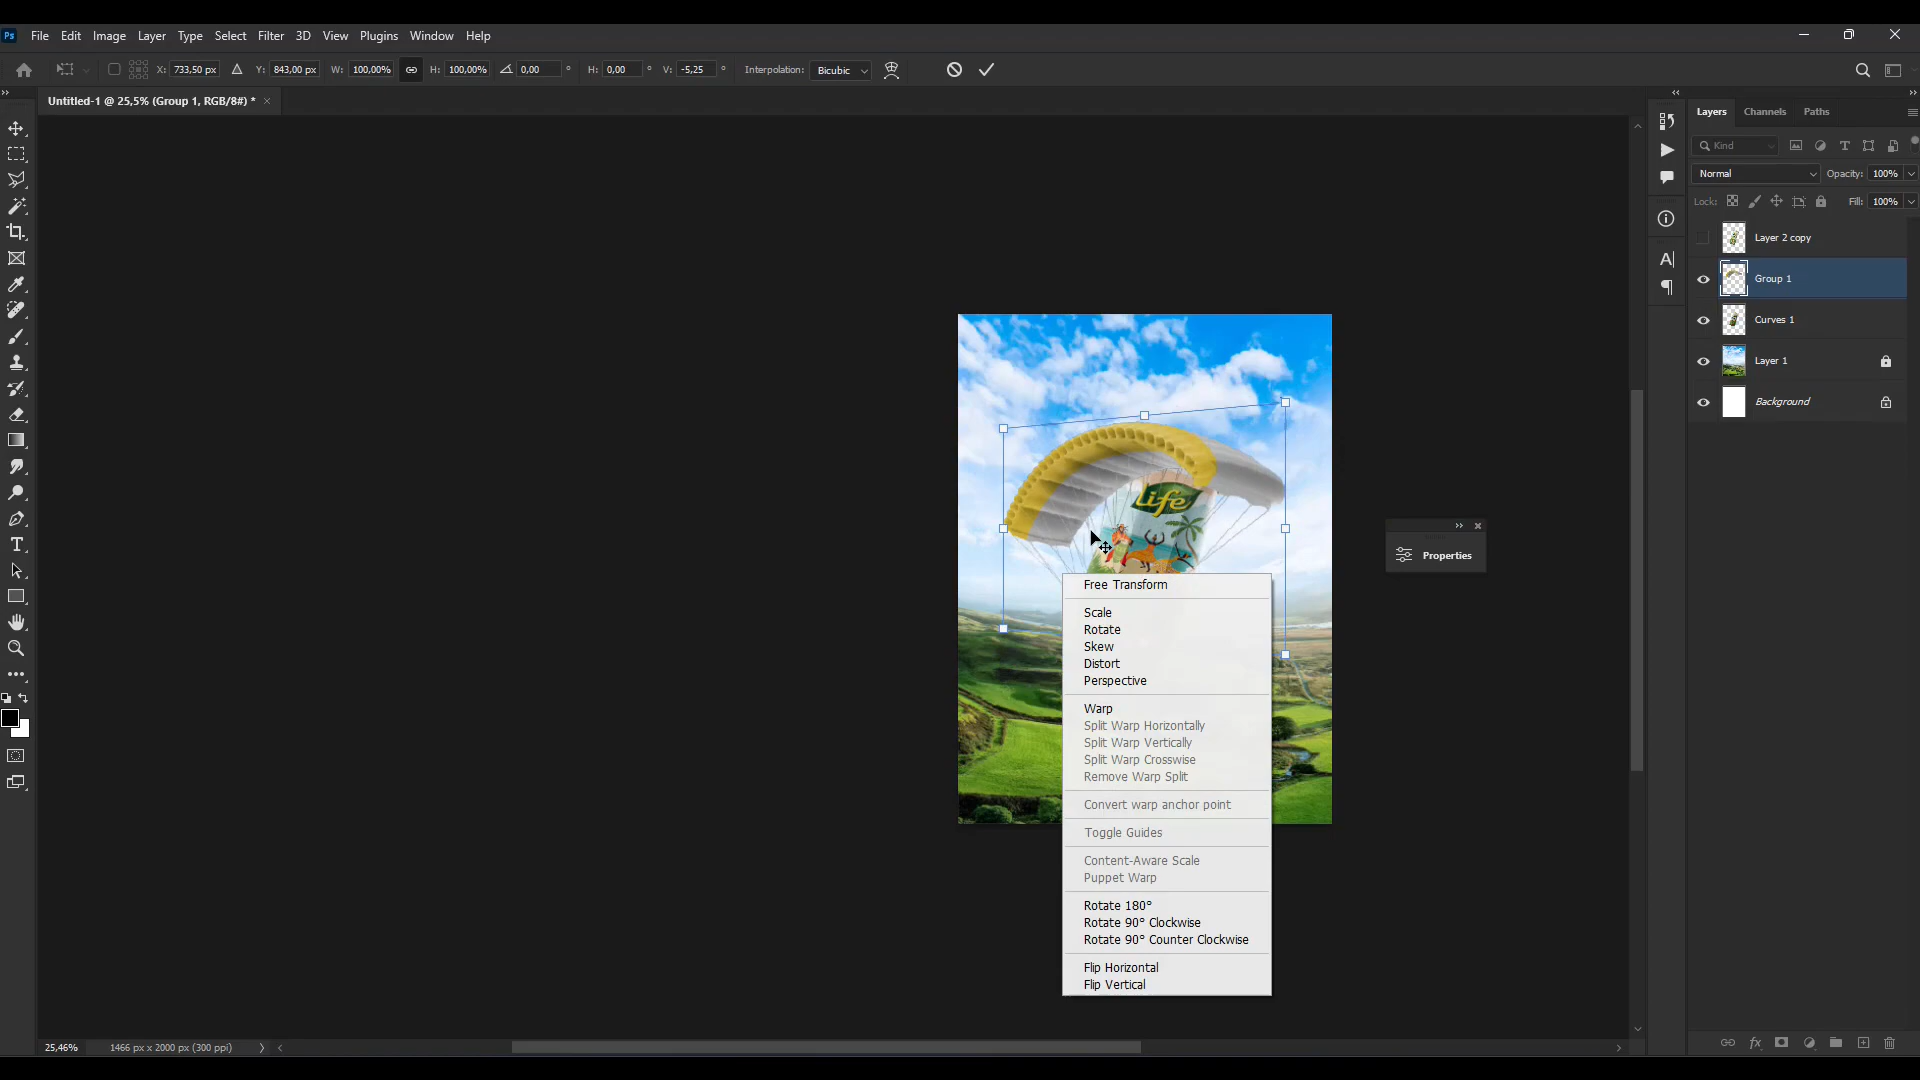 Ps File Edit Image Layer Type Select Filter 3D View Plugins Window Help
X: 733,50 px Y: 843,00 px W: 100,00% H: 100,00% 0,00 ° H: 0,00 ° V: -5,25 ° Interpolation: Bicubic
Untitled-1 @ 25,5% (Group 1, RGB/8#) * ×
Layers Channels Paths
Kind
Normal Opacity: 100%
Lock: Fill: 100%
Layer 2 copy
Group 1
Curves 1
Layer 1
Background
life
Properties
Free Transform
Scale
Rotate
Skew
Distort
Perspective
Warp
Split Warp Horizontally
Split Warp Vertically
Split Warp Crosswise
Remove Warp Split
Convert warp anchor point
Toggle Guides
Content-Aware Scale
Puppet Warp
Rotate 180°
Rotate 90° Clockwise
Rotate 90° Counter Clockwise
Flip Horizontal
Flip Vertical
25,46% 1466 px x 2000 px (300 ppi)